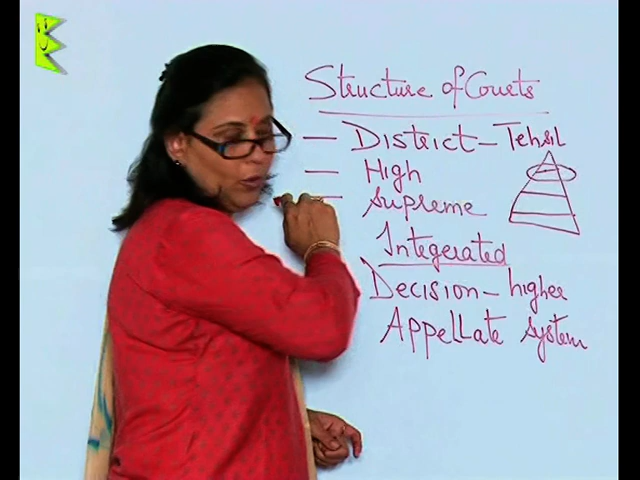 Structure of Courts
— District – Tehsil
— High
— Supreme
Integerated
Decision – higher
Appellate system